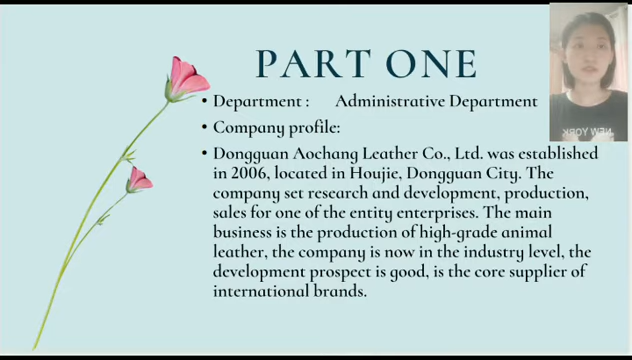 PART ONE
• Department : Administrative Department
• Company profile:
• Dongguan Aochang Leather Co., Ltd. was established
in 2006, located in Houjie, Dongguan City. The
company set research and development, production,
sales for one of the entity enterprises. The main
business is the production of high-grade animal
leather, the company is now in the industry level, the
development prospect is good, is the core supplier of
international brands.
NEW YORK